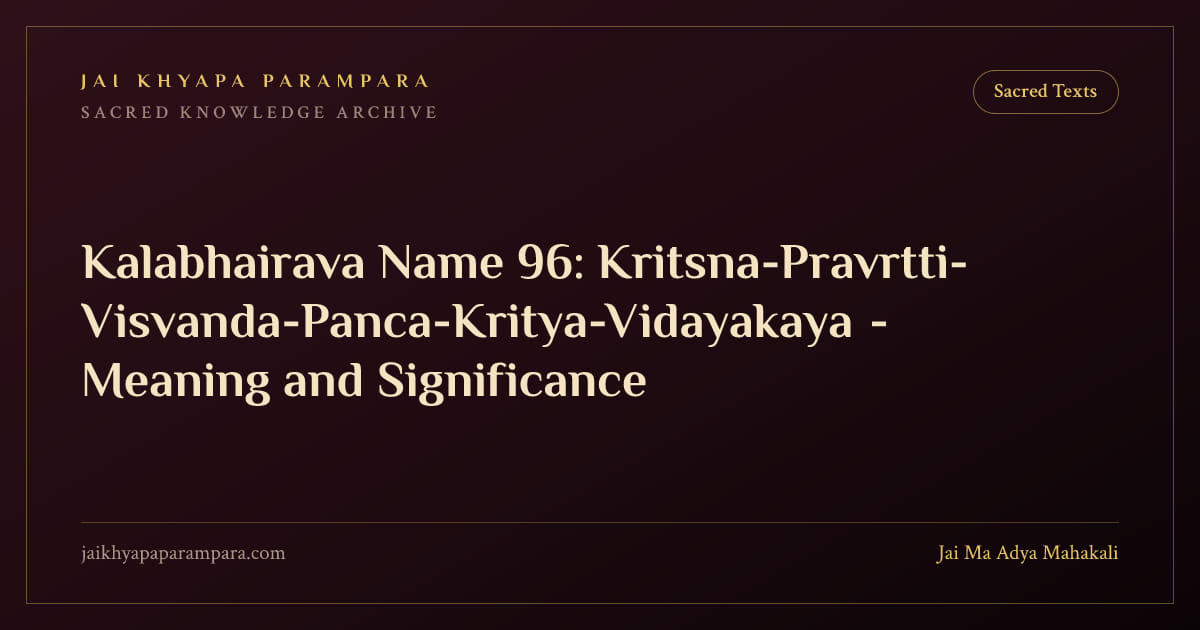 JAI KHYAPA PARAMPARA
SACRED KNOWLEDGE ARCHIVE
Sacred Texts
Kalabhairava Name 96: Kritsna-Pravrtti-
Visvanda-Panca-Kritya-Vidayakaya -
Meaning and Significance
jaikhyapaparampara.com
Jai Ma Adya Mahakali